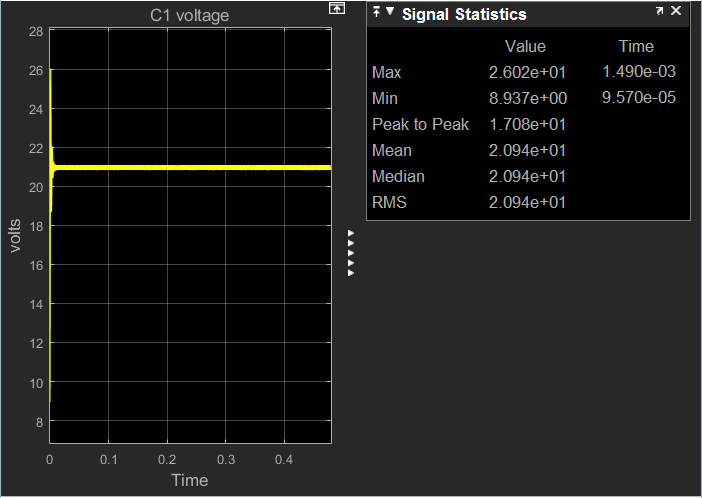 C1 voltage
28
26
24
22
20
18
16
14
12
10
8
volts
0 0.1 0.2 0.3 0.4
Time
Signal Statistics
Value Time
Max 2.602e+01 1.490e-03
Min 8.937e+00 9.570e-05
Peak to Peak 1.708e+01
Mean 2.094e+01
Median 2.094e+01
RMS 2.094e+01